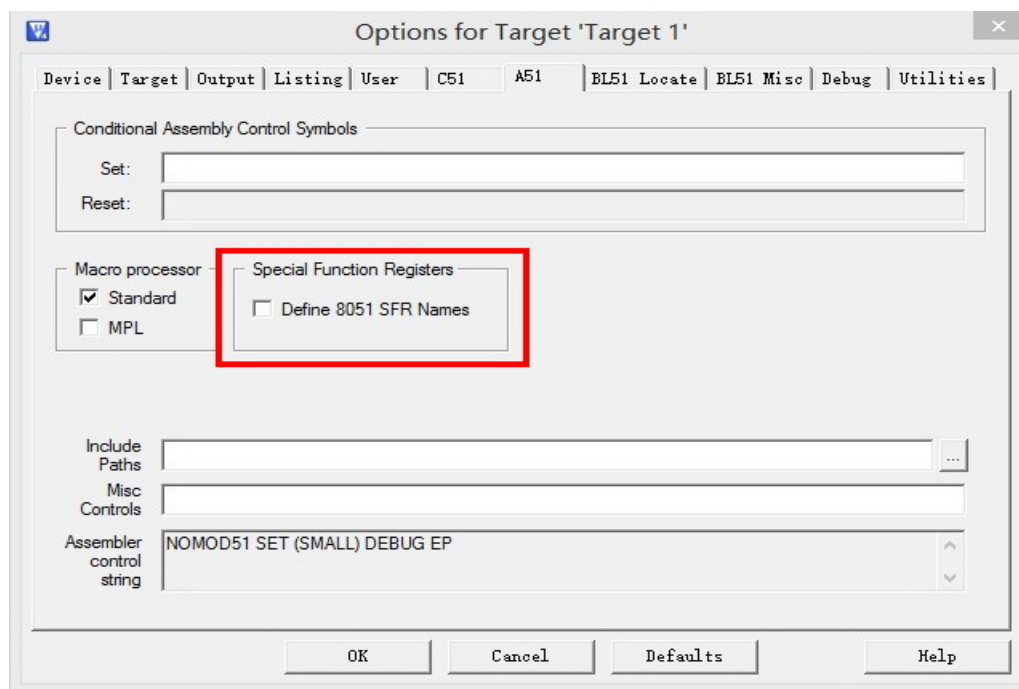 Options for Target 'Target 1'
Device Target Output Listing User C51 A51 BL51 Locate BL51 Misc Debug Utilities
Conditional Assembly Control Symbols
Set:
Reset:
Macro processor
Standard
MPL
Special Function Registers
Define 8051 SFR Names
Include
Paths
...
Misc
Controls
Assembler
control
string
NOMOD51 SET (SMALL) DEBUG EP
OK Cancel Defaults Help